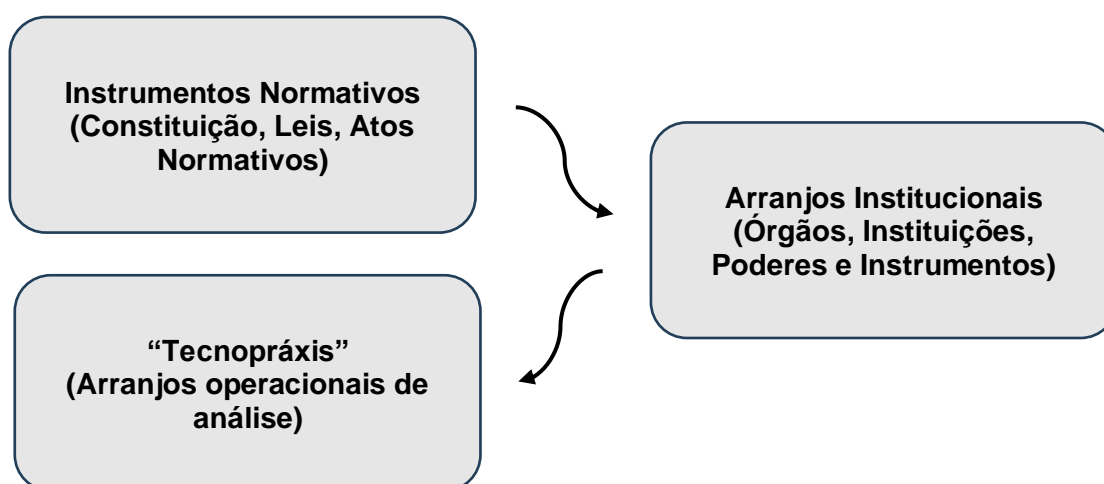 Instrumentos Normativos
(Constituição, Leis, Atos
Normativos)
Arranjos Institucionais
(Órgãos, Instituições,
Poderes e Instrumentos)
“Tecnopráxis”
(Arranjos operacionais de
análise)